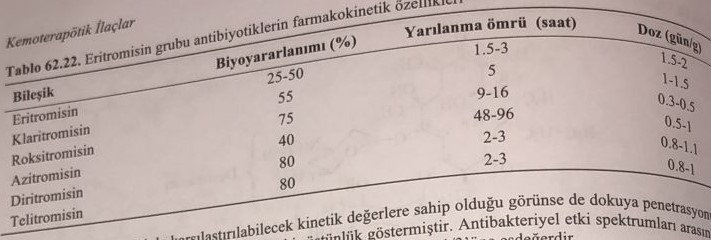 Kemoterapötik İlaçlar
Tablo 62.22. Eritromisin grubu antibiyotiklerin farmakokinetik özellikleri
Bileşik Biyoyararlanımı (%) Yarılanma ömrü (saat) Doz (gün/g)
Eritromisin 25-50 1.5-3 1.5-2
Klaritromisin 55 5 1-1.5
Roksitromisin 75 9-16 0.3-0.5
Azitromisin 40 48-96 0.5-1
Diritromisin 80 2-3 0.8-1.1
Telitromisin 80 2-3 0.8-1
karşılaştırılabilecek kinetik değerlere sahip olduğu görünse de dokuya penetrasyon
üstünlük göstermiştir. Antibakteriyel etki spektrumları arasın
eşdeğerdir